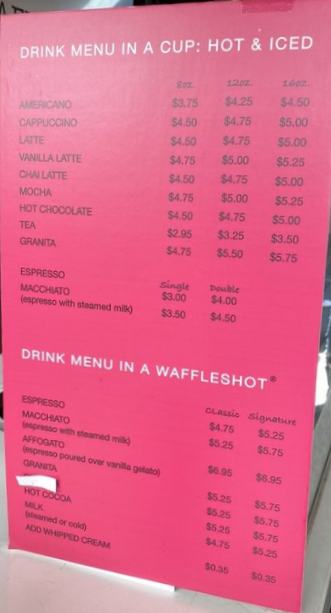 DRINK MENU IN A CUP: HOT & ICED
8oz. 12oz. 16oz.
AMERICANO $3.75 $4.25 $4.50
CAPPUCCINO $4.50 $4.75 $5.00
LATTE $4.50 $4.75 $5.00
VANILLA LATTE $4.75 $5.00 $5.25
CHAI LATTE $4.50 $4.75 $5.00
MOCHA $4.75 $5.00 $5.25
HOT CHOCOLATE $4.50 $4.75 $5.00
TEA $2.95 $3.25 $3.50
GRANITA $4.75 $5.50 $5.75
Single Double
ESPRESSO $3.00 $4.00
MACCHIATO $3.50 $4.50
(espresso with steamed milk)
DRINK MENU IN A WAFFLESHOT®
Classic Signature
ESPRESSO $4.75 $5.25
MACCHIATO $5.25 $5.75
(espresso with steamed milk)
AFFOGATO $6.95 $6.95
(espresso poured over vanilla gelato)
GRANITA $5.25 $5.75
$5.25 $5.75
HOT COCOA $5.25 $5.75
MILK $4.75 $5.25
(steamed or cold)
ADD WHIPPED CREAM $0.35 $0.35